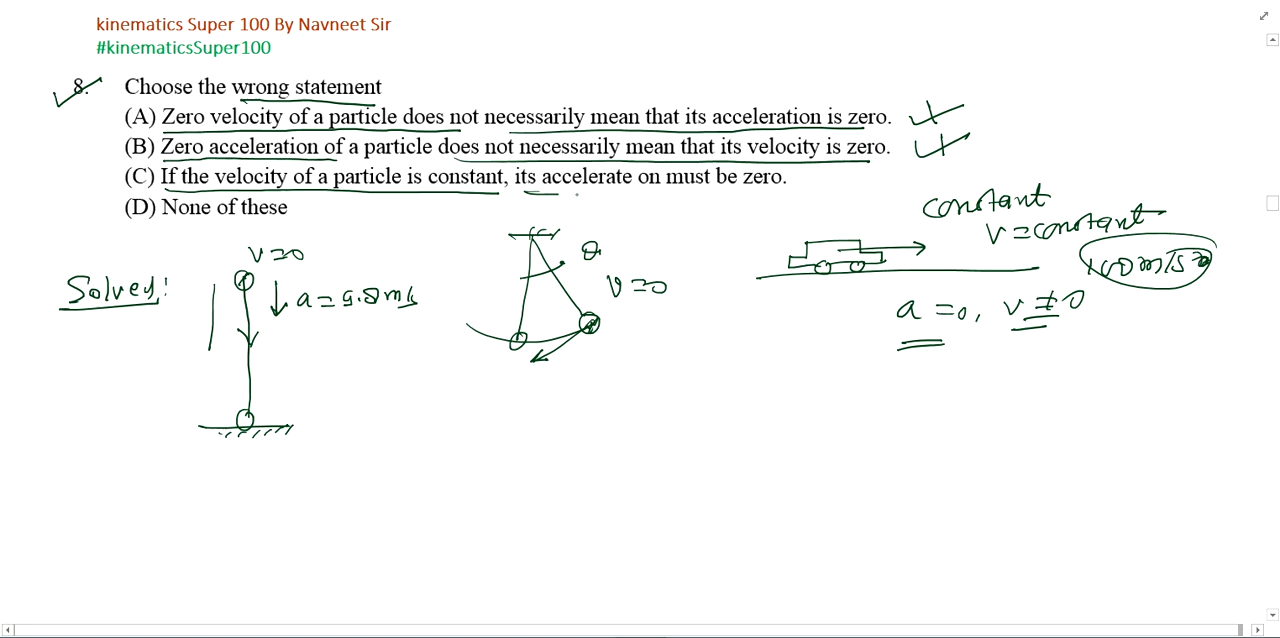 kinematics Super 100 By Navneet Sir
#kinematicsSuper100
8. Choose the wrong statement
(A) Zero velocity of a particle does not necessarily mean that its acceleration is zero.
(B) Zero acceleration of a particle does not necessarily mean that its velocity is zero.
(C) If the velocity of a particle is constant, its accelerate on must be zero.
(D) None of these
constant
v = constant
100 m/s
Solved:
v=0
a = 9.8 m/s
θ
v=0
a = 0, v ≠ 0